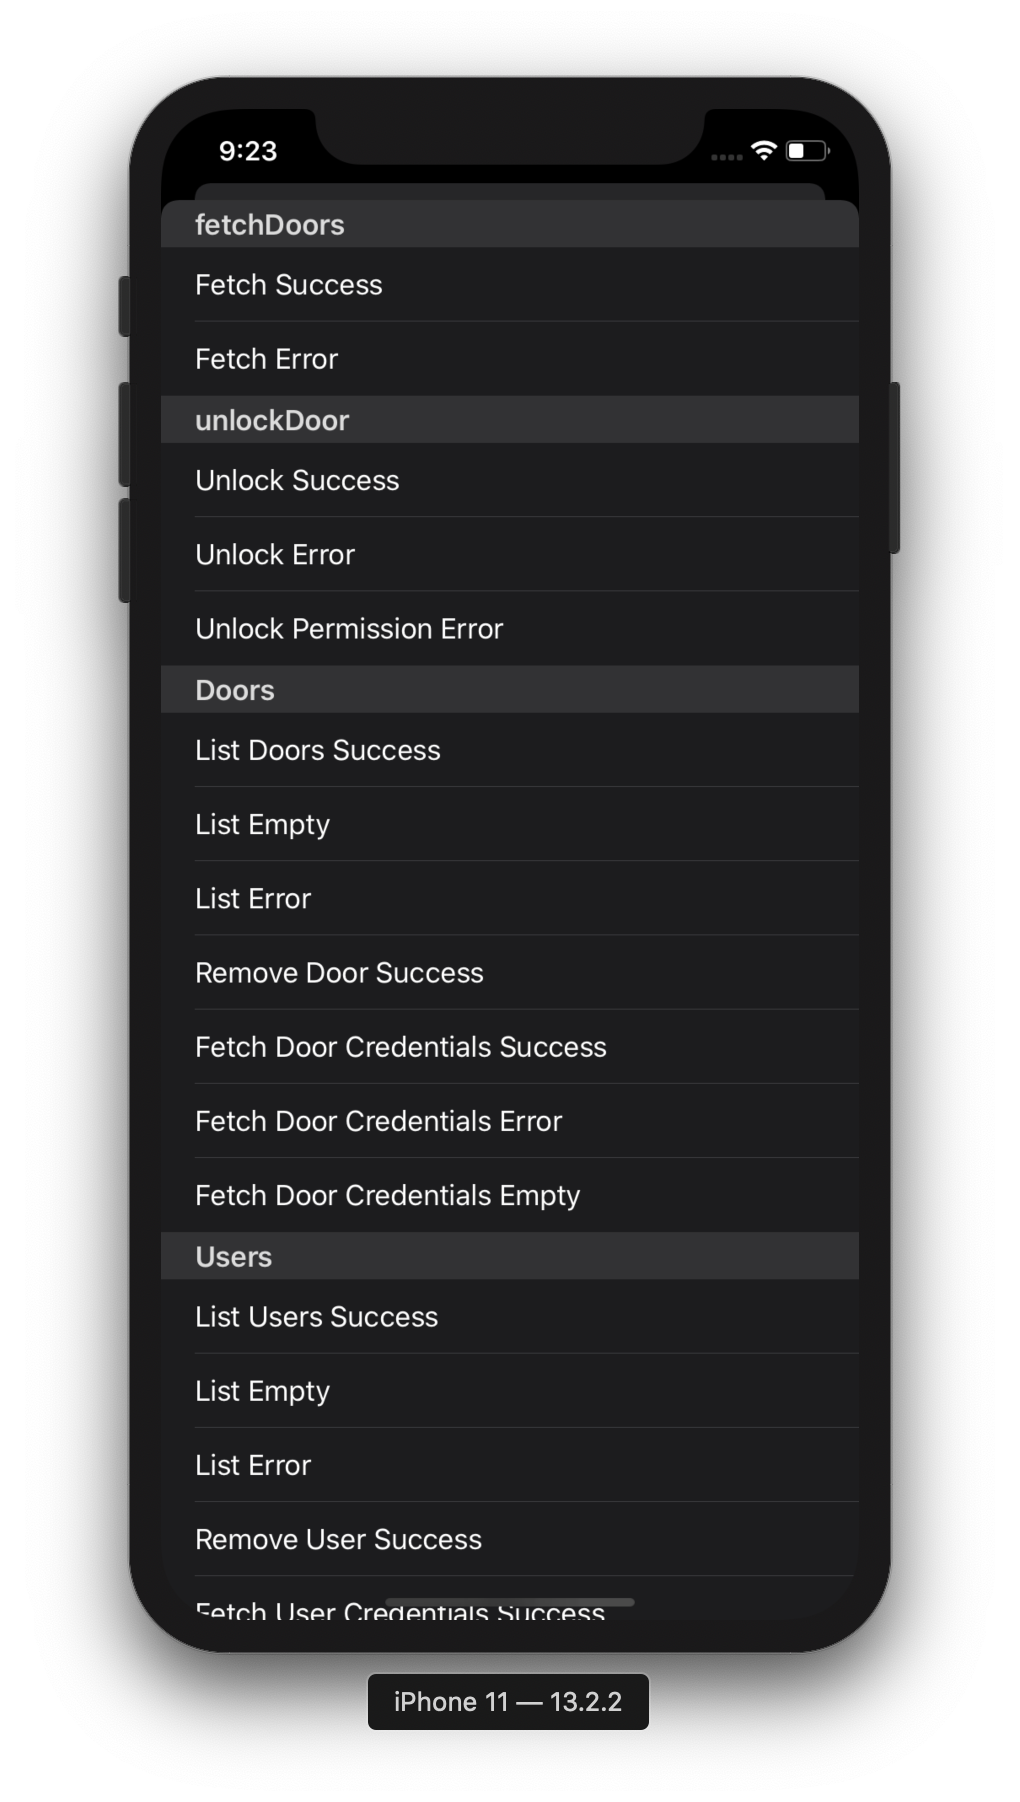 9:23
fetchDoors
Fetch Success
Fetch Error
unlockDoor
Unlock Success
Unlock Error
Unlock Permission Error
Doors
List Doors Success
List Empty
List Error
Remove Door Success
Fetch Door Credentials Success
Fetch Door Credentials Error
Fetch Door Credentials Empty
Users
List Users Success
List Empty
List Error
Remove User Success
Fetch User Credentials Success
iPhone 11 — 13.2.2